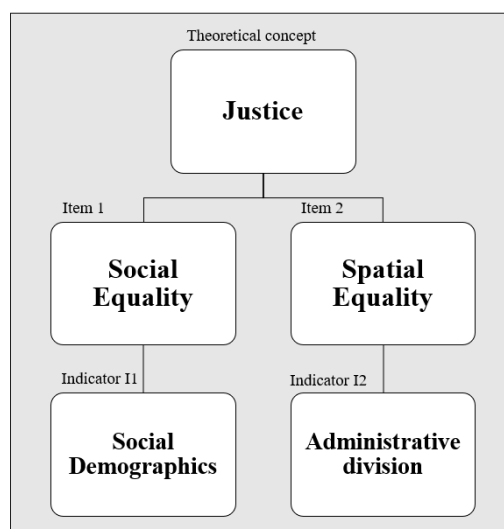 Theoretical concept
Justice
Item 1
Item 2
Social
Equality
Spatial
Equality
Indicator I1
Indicator I2
Social
Demographics
Administrative
division